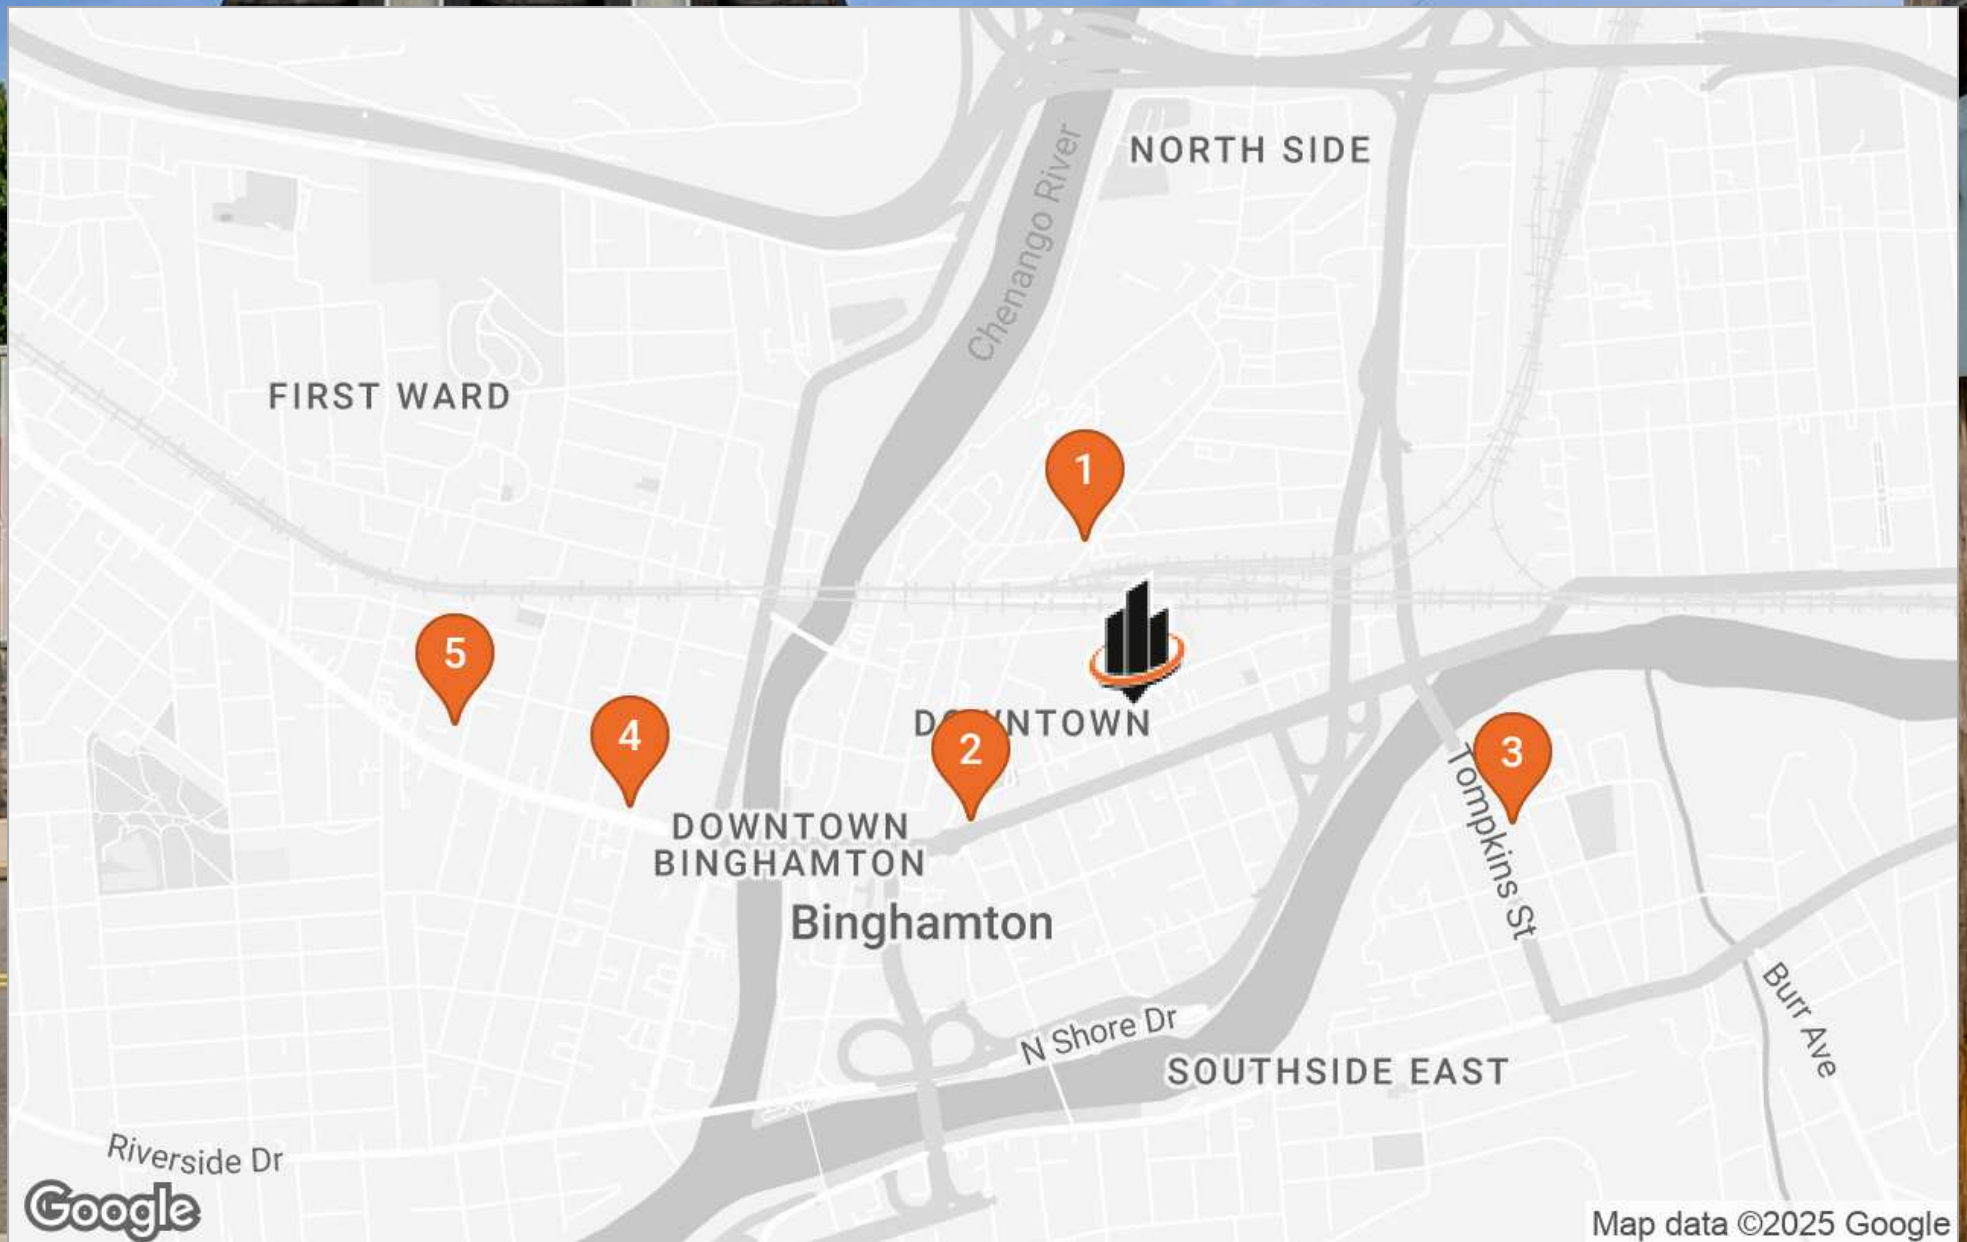 NORTH SIDE
Chenango River
FIRST WARD
1
5
4
2
DOWNTOWN
3
Tompkins St
DOWNTOWN
BINGHAMTON
Binghamton
N Shore Dr
SOUTHSIDE EAST
Burr Ave
Riverside Dr
Google
Map data ©2025 Google